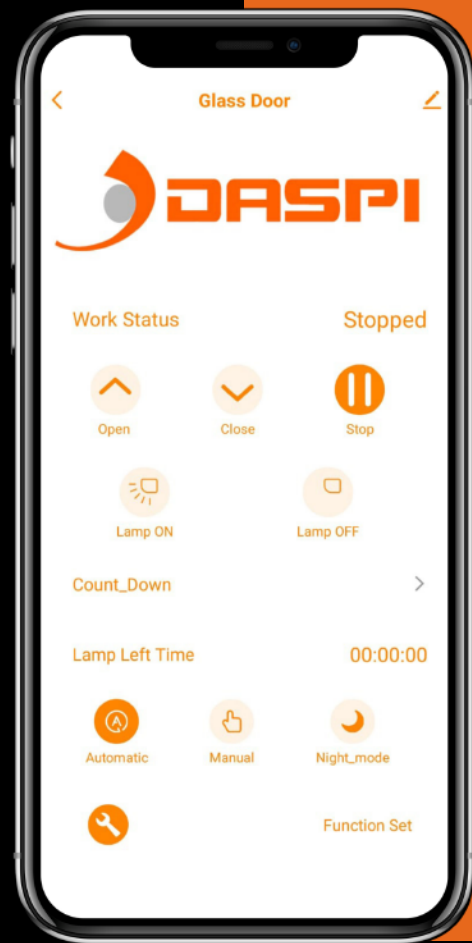 Glass Door
DASPI
Work Status Stopped
Open Close Stop
Lamp ON Lamp OFF
Count_Down
Lamp Left Time 00:00:00
A
Automatic Manual Night_mode
Function Set